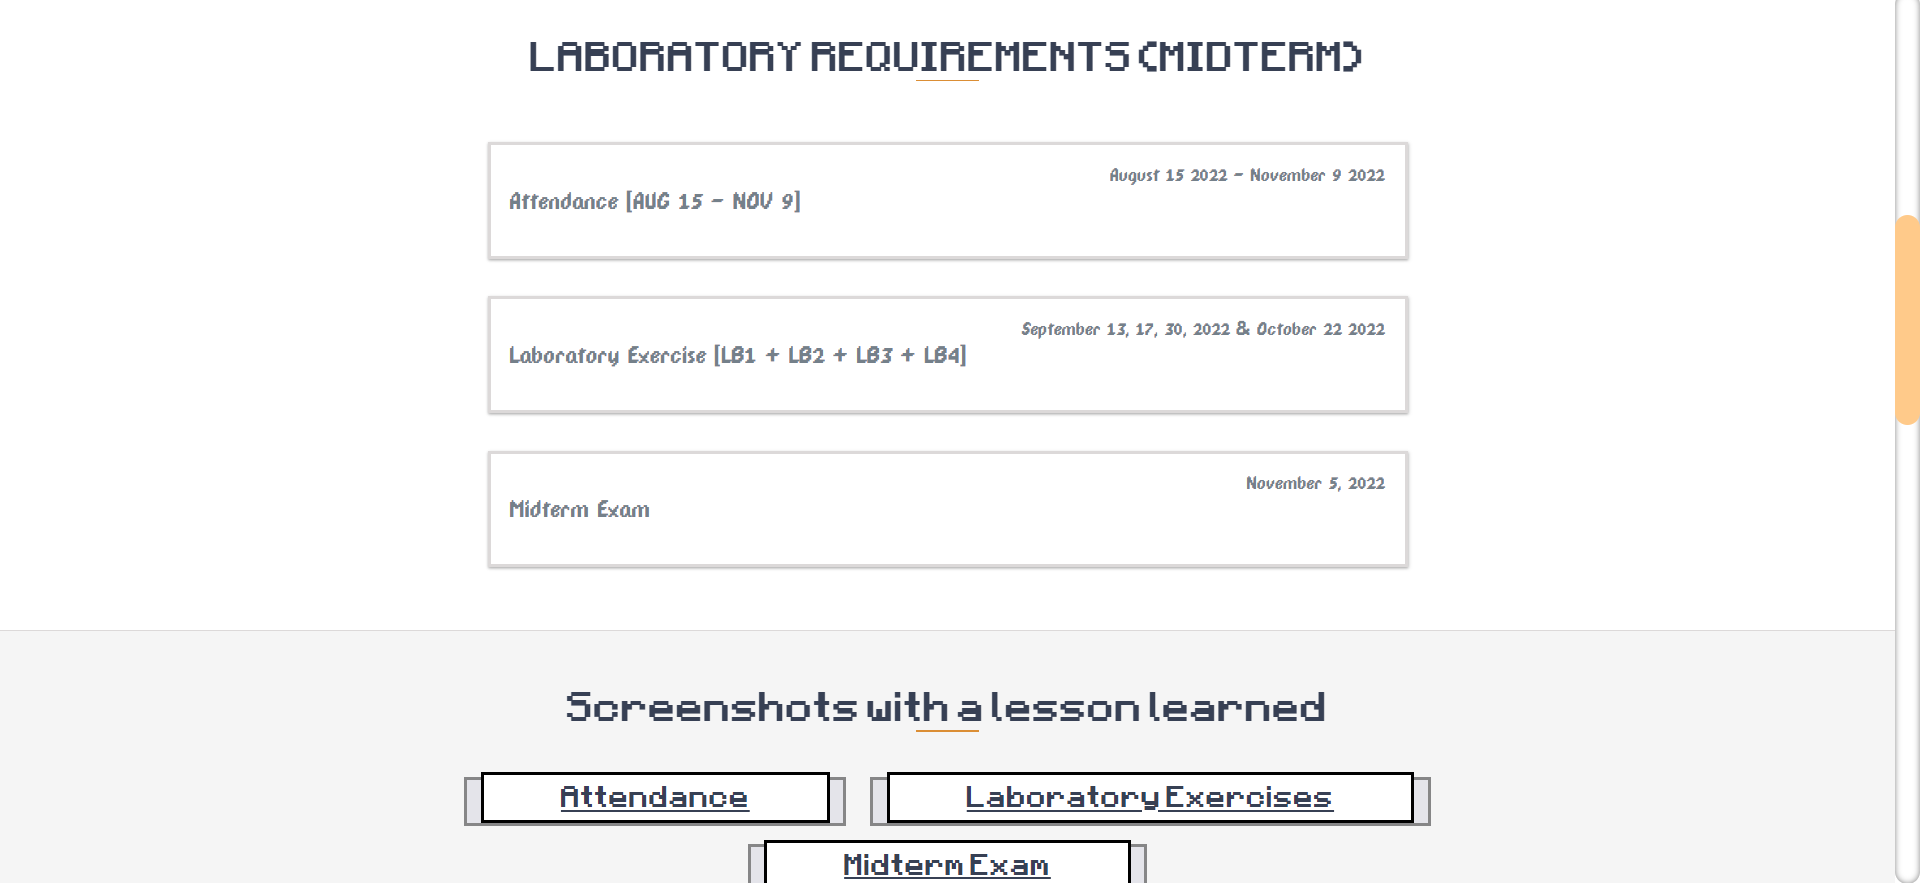 LABORATORY REQUIREMENTS (MIDTERM)
August 15 2022 - November 9 2022
Attendance [AUG 15 - NOV 9]
September 13, 17, 30, 2022 & October 22 2022
Laboratory Exercise [LB1 + LB2 + LB3 + LB4]
November 5, 2022
Midterm Exam
Screenshots with a lesson learned
Attendance
Laboratory Exercises
Midterm Exam